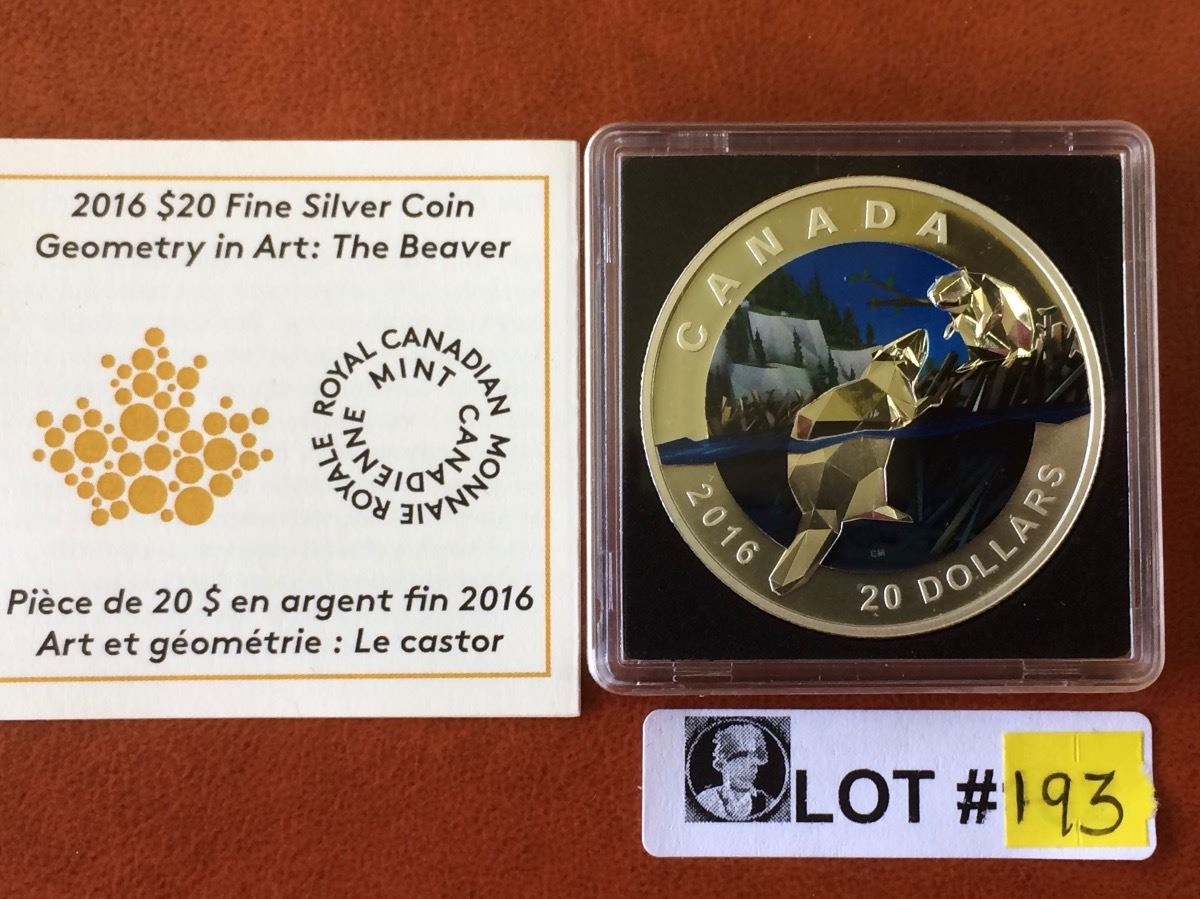 2016 $20 Fine Silver Coin
Geometry in Art: The Beaver
ROYAL CANADIAN MINT
MONNAIE ROYALE CANADIENNE
Pièce de 20 $ en argent fin 2016
Art et géométrie : Le castor
CANADA
2016
20 DOLLARS
CM
LOT #193